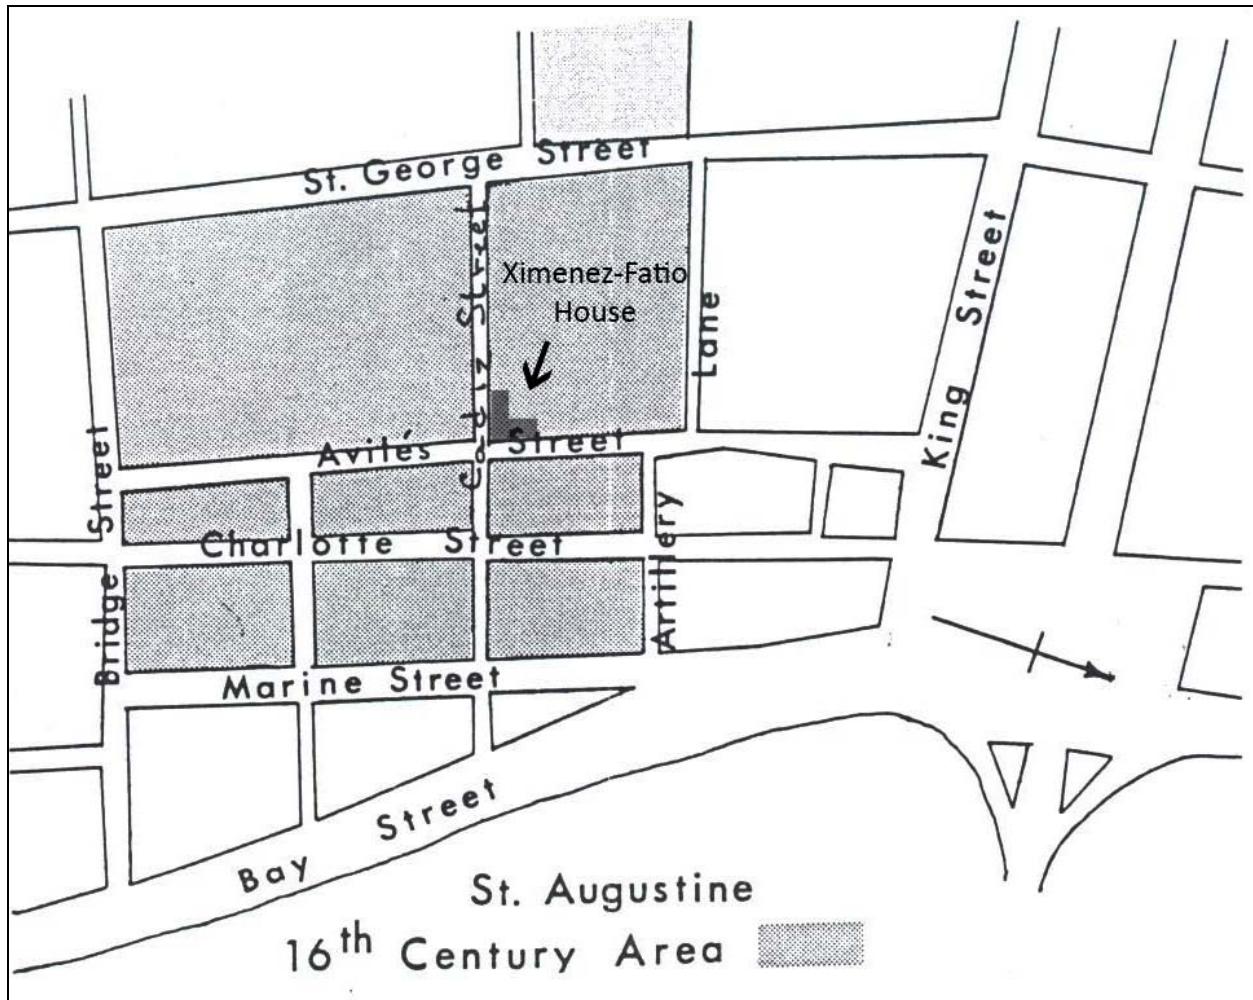 St. George Street
Cadiz Street
Ximenez-Fatio
House
Lane
King Street
Avilés Street
Street
Charlotte Street
Artillery
Bridge
Marine Street
Bay Street
St. Augustine
16th Century Area